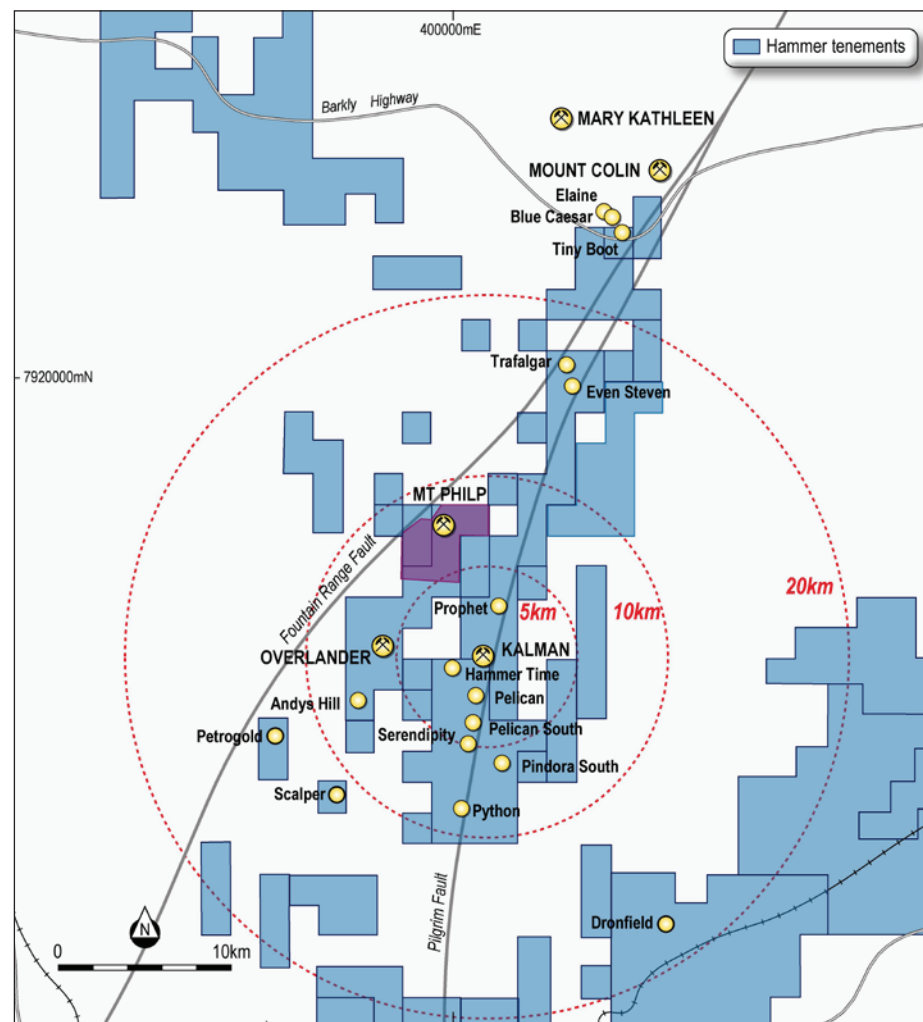 400000mE
Hammer tenements
Barkly Highway
MARY KATHLEEN
MOUNT COLIN
Elaine
Blue Caesar
Tiny Boot
Trafalgar
7920000mN
Even Steven
MT PHILP
Fountain Range Fault
20km
Prophet
5km
10km
OVERLANDER
KALMAN
Hammer Time
Andys Hill
Pelican
Petrogold
Serendipity
Pelican South
Pindora South
Scalper
Python
Pilgrim Fault
Dronfield
N
0
10km